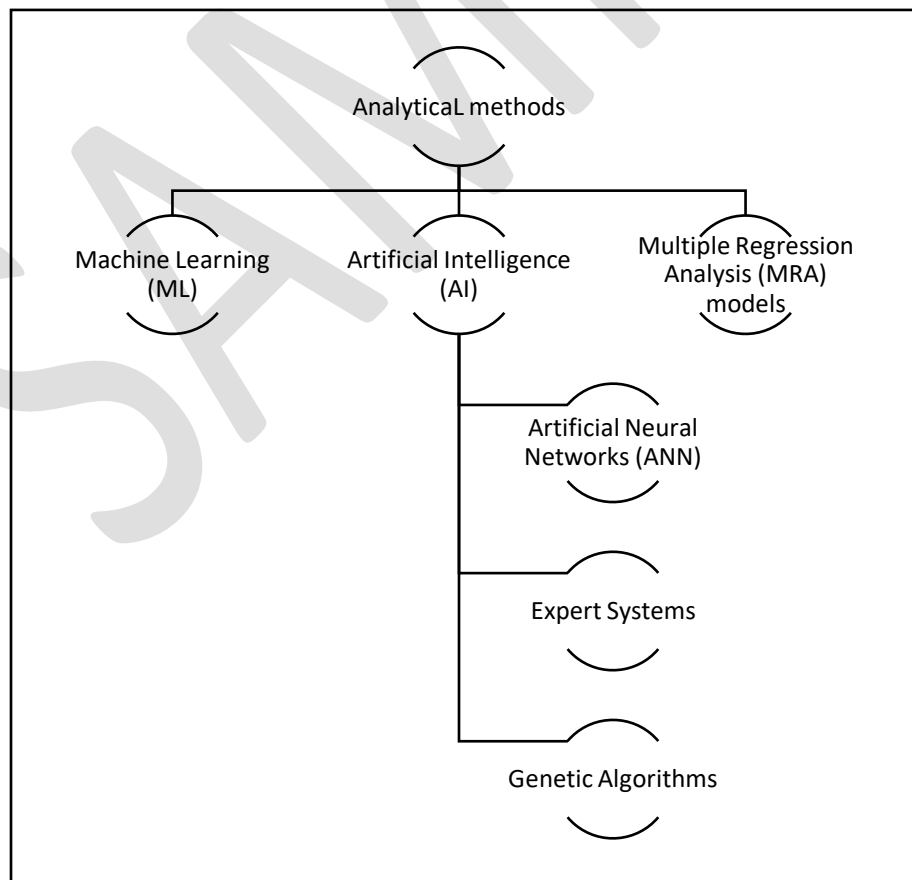 AnalyticaL methods
Machine Learning
(ML)
Artificial Intelligence
(AI)
Multiple Regression
Analysis (MRA)
models
Artificial Neural
Networks (ANN)
Expert Systems
Genetic Algorithms